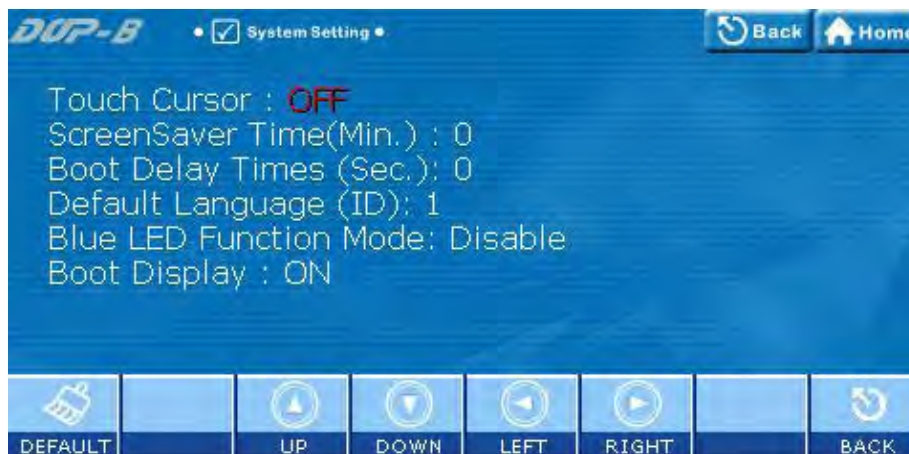 DOP-B • System Setting • Back Home
Touch Cursor : OFF
ScreenSaver Time(Min.) : 0
Boot Delay Times (Sec.): 0
Default Language (ID): 1
Blue LED Function Mode: Disable
Boot Display : ON
DEFAULT UP DOWN LEFT RIGHT BACK